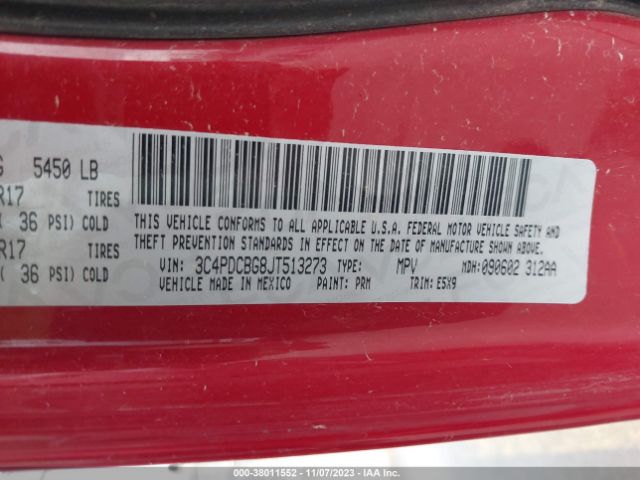 G 5450 LB
R17 TIRES
( 36 PSI) COLD
R17 TIRES
( 36 PSI) COLD
THIS VEHICLE CONFORMS TO ALL APPLICABLE U.S.A. FEDERAL MOTOR VEHICLE SAFETY AND
THEFT PREVENTION STANDARDS IN EFFECT ON THE DATE OF MANUFACTURE SHOWN ABOVE.
VIN: 3C4PDCBG8JT513273 TYPE: MPV MDH: 090602 312AA
VEHICLE MADE IN MEXICO PAINT: PRM TRIM: E5X9
000-38011552 — 11/07/2023 — IAA Inc.